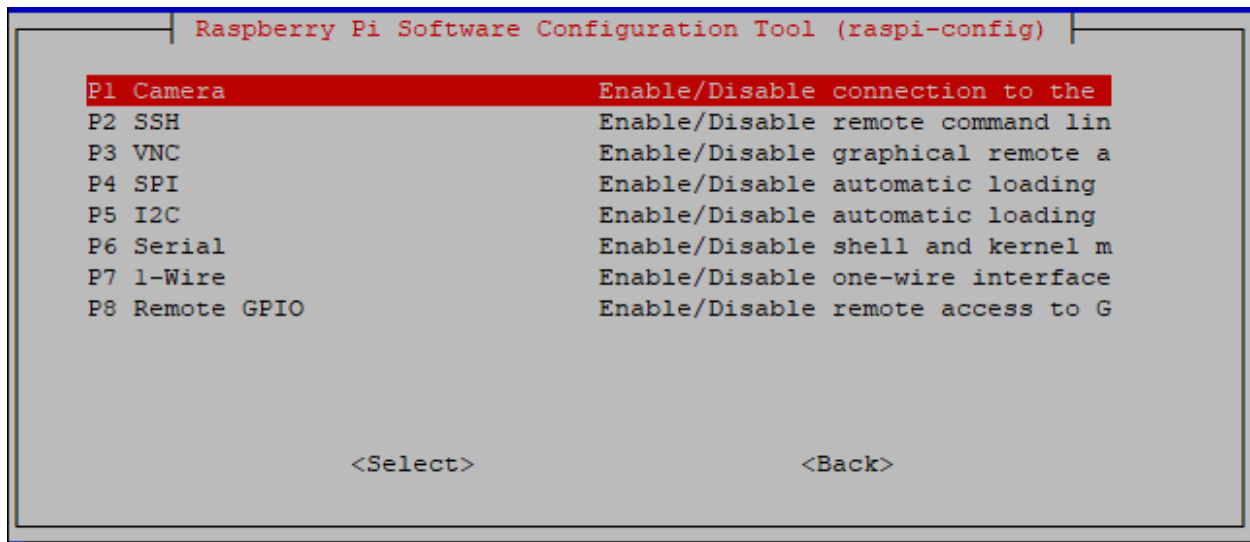 Raspberry Pi Software Configuration Tool (raspi-config)
P1 Camera Enable/Disable connection to the
P2 SSH Enable/Disable remote command lin
P3 VNC Enable/Disable graphical remote a
P4 SPI Enable/Disable automatic loading
P5 I2C Enable/Disable automatic loading
P6 Serial Enable/Disable shell and kernel m
P7 1-Wire Enable/Disable one-wire interface
P8 Remote GPIO Enable/Disable remote access to G
<Select> <Back>